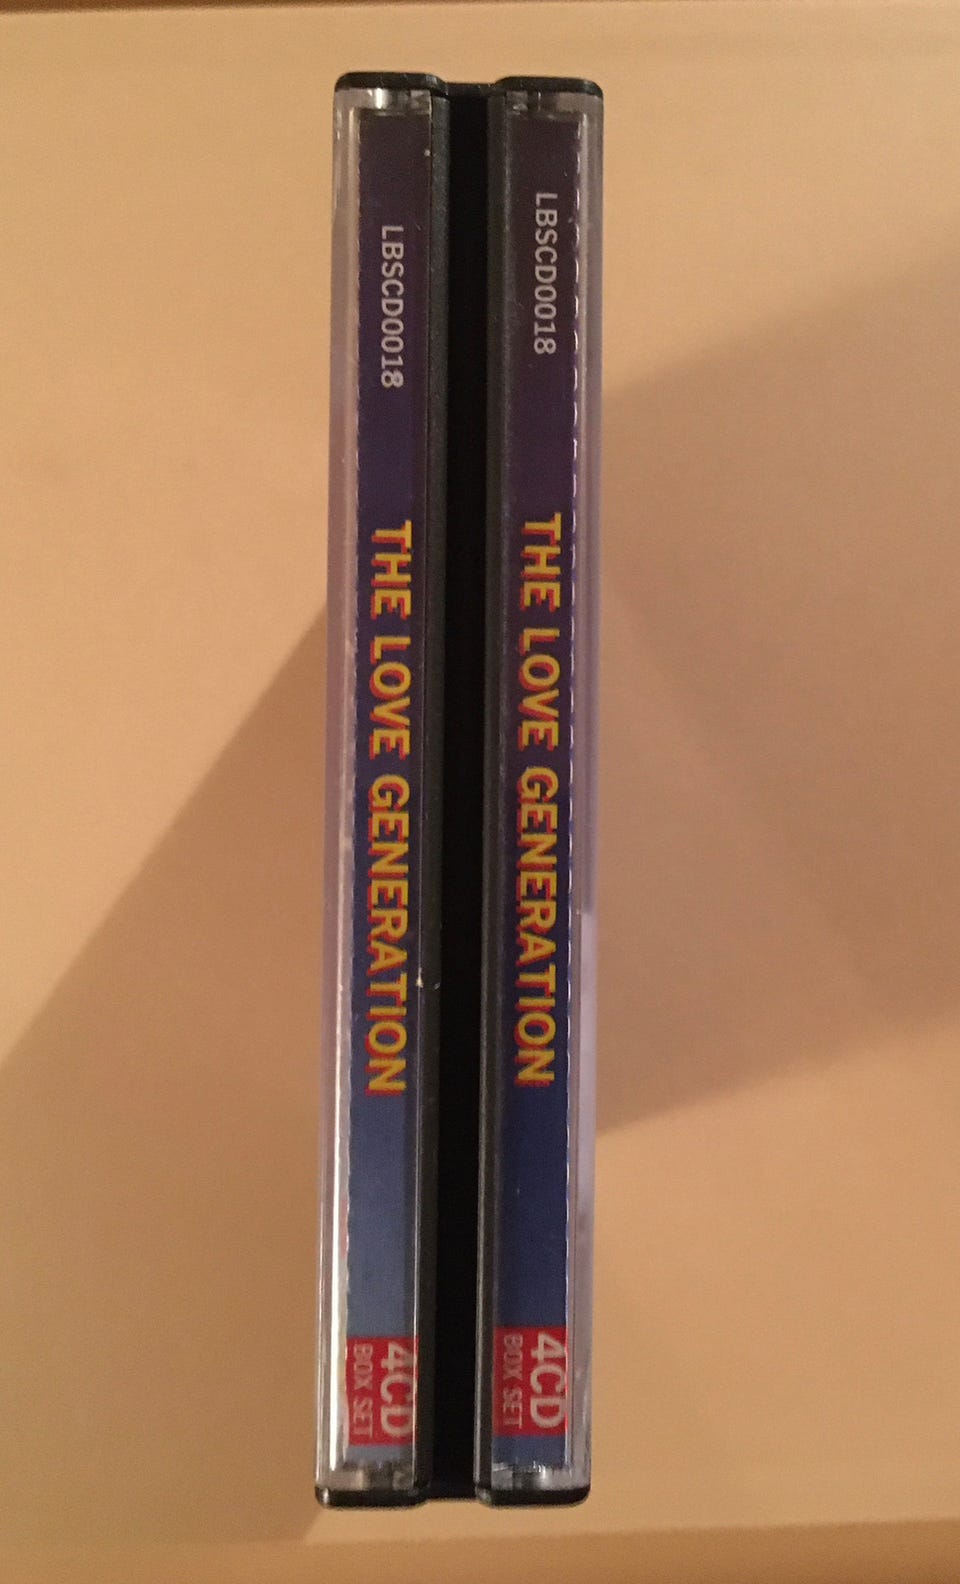 LBSCD0018
THE LOVE GENERATION
4CD
BOX SET
LBSCD0018
THE LOVE GENERATION
4CD
BOX SET